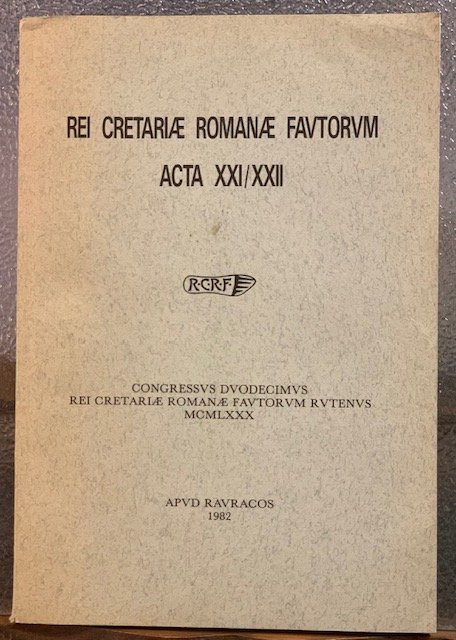 REI CRETARIÆ ROMANÆ FAVTORVM
ACTA XXI/XXII
R·C·R·F·
CONGRESSVS DVODECIMVS
REI CRETARIÆ ROMANÆ FAVTORVM RVTENVS
MCMLXXX
APVD RAVRACOS
1982